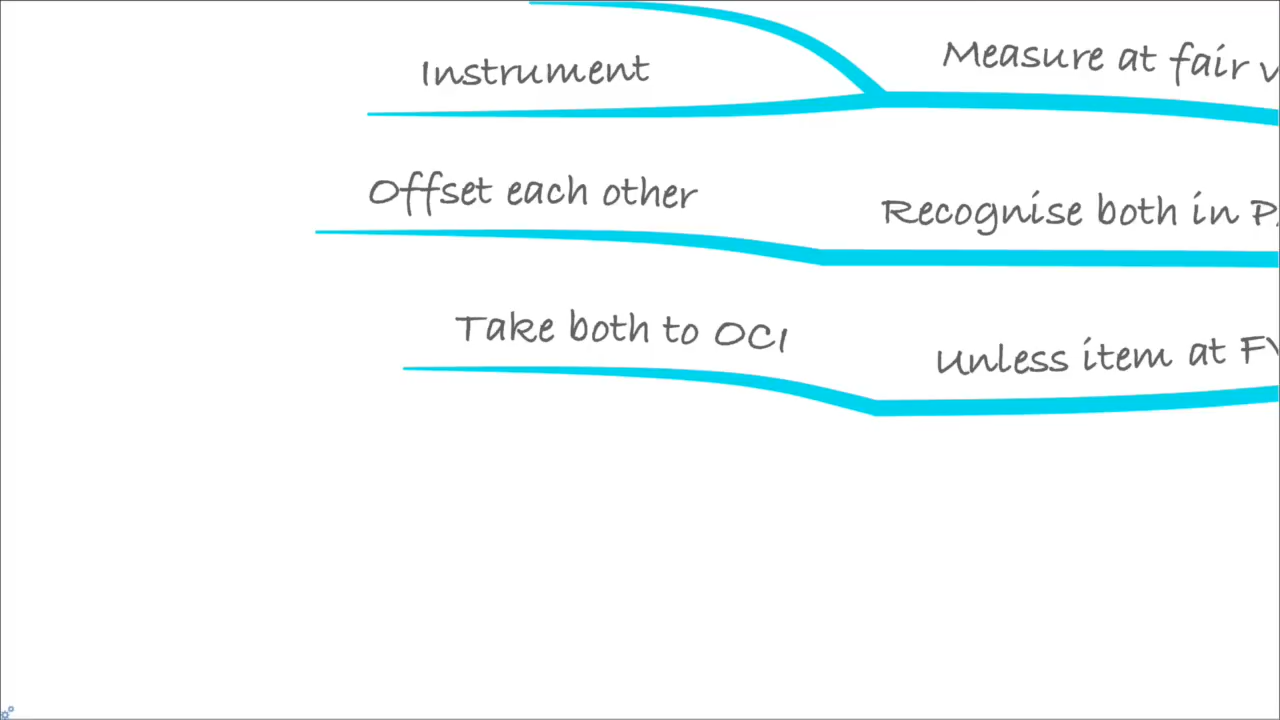 Instrument
Measure at fair
Offset each other
Recognise both in
Take both to OCI
Unless item at